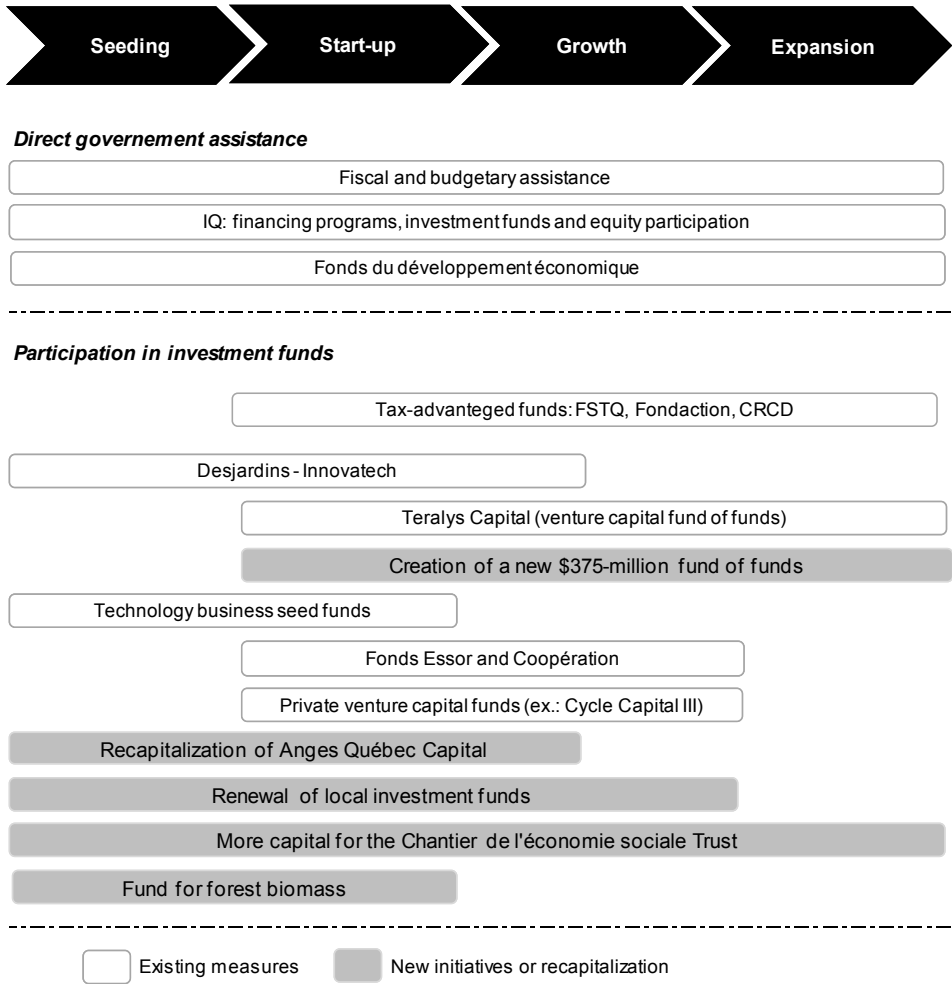 Seeding
Start-up
Growth
Expansion
Direct governement assistance
Fiscal and budgetary assistance
IQ: financing programs, investment funds and equity participation
Fonds du développement économique
Participation in investment funds
Tax-advanteged funds: FSTQ, Fondaction, CRCD
Desjardins - Innovatech
Teralys Capital (venture capital fund of funds)
Creation of a new $375-million fund of funds
Technology business seed funds
Fonds Essor and Coopération
Private venture capital funds (ex.: Cycle Capital III)
Recapitalization of Anges Québec Capital
Renewal of local investment funds
More capital for the Chantier de l'économie sociale Trust
Fund for forest biomass
Existing measures
New initiatives or recapitalization